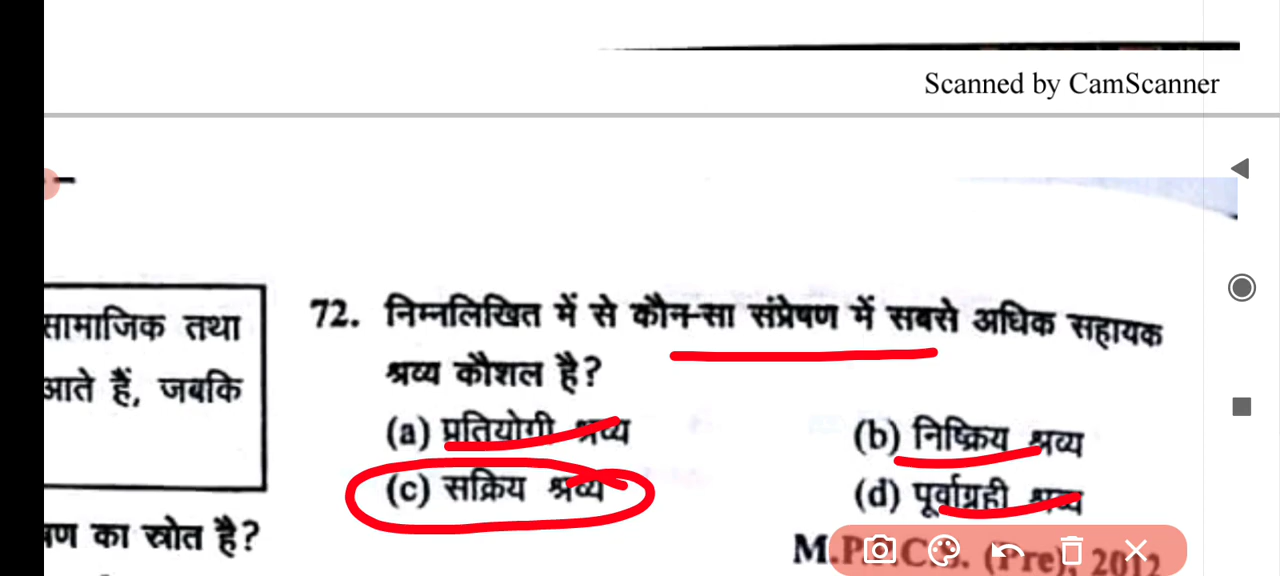 Scanned by CamScanner
सामाजिक तथा
आते हैं, जबकि
72. निम्नलिखित में से कौन-सा संप्रेषण में सबसे अधिक सहायक
श्रव्य कौशल है?
(a) प्रतियोगी श्रव्य
(b) निष्क्रिय श्रव्य
(c) सक्रिय श्रव्य
(d) पूर्वाग्रही श्रव्य
का स्रोत है?
M.P.P.C.S. (Pre), 2012